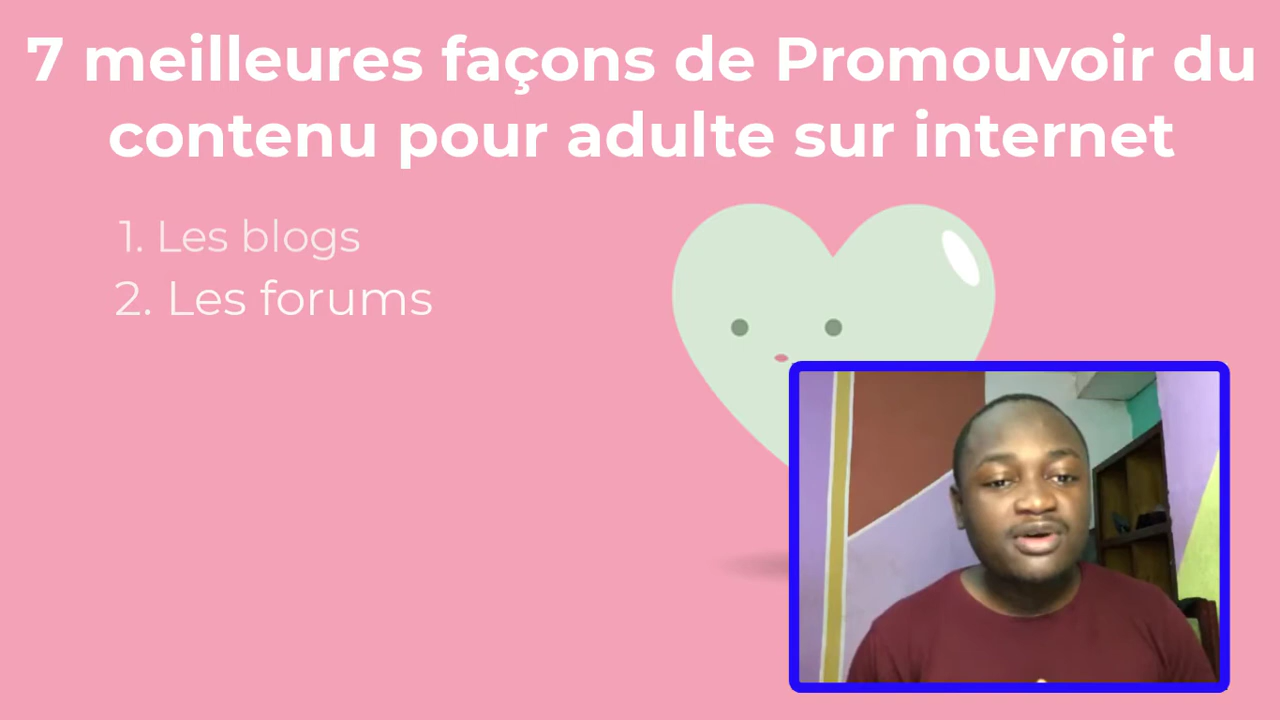 7 meilleures façons de Promouvoir du
contenu pour adulte sur internet
1. Les blogs
2. Les forums